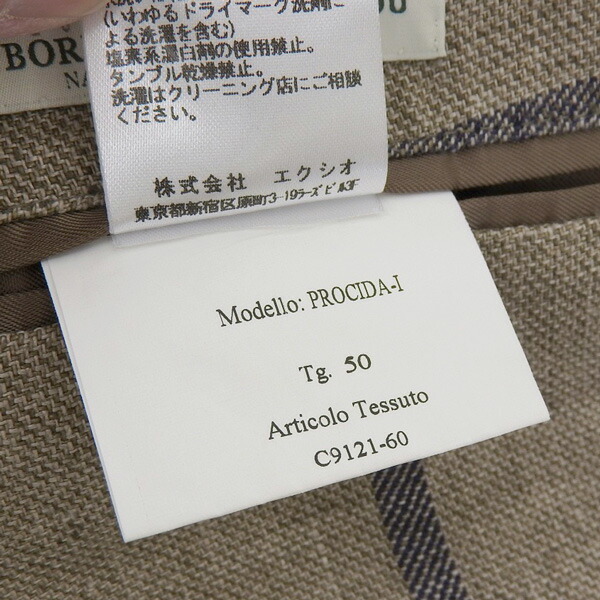 (いわゆるドライマーク洗剤に
よる洗濯を含む)
塩素系漂白剤の使用禁止。
タンブル乾燥禁止。
洗濯はクリーニング店にご相談
ください。
株式会社 エクシオ
BOR
NA
Modello: PROCIDA-I
Tg. 50
Articolo Tessuto
C9121-60